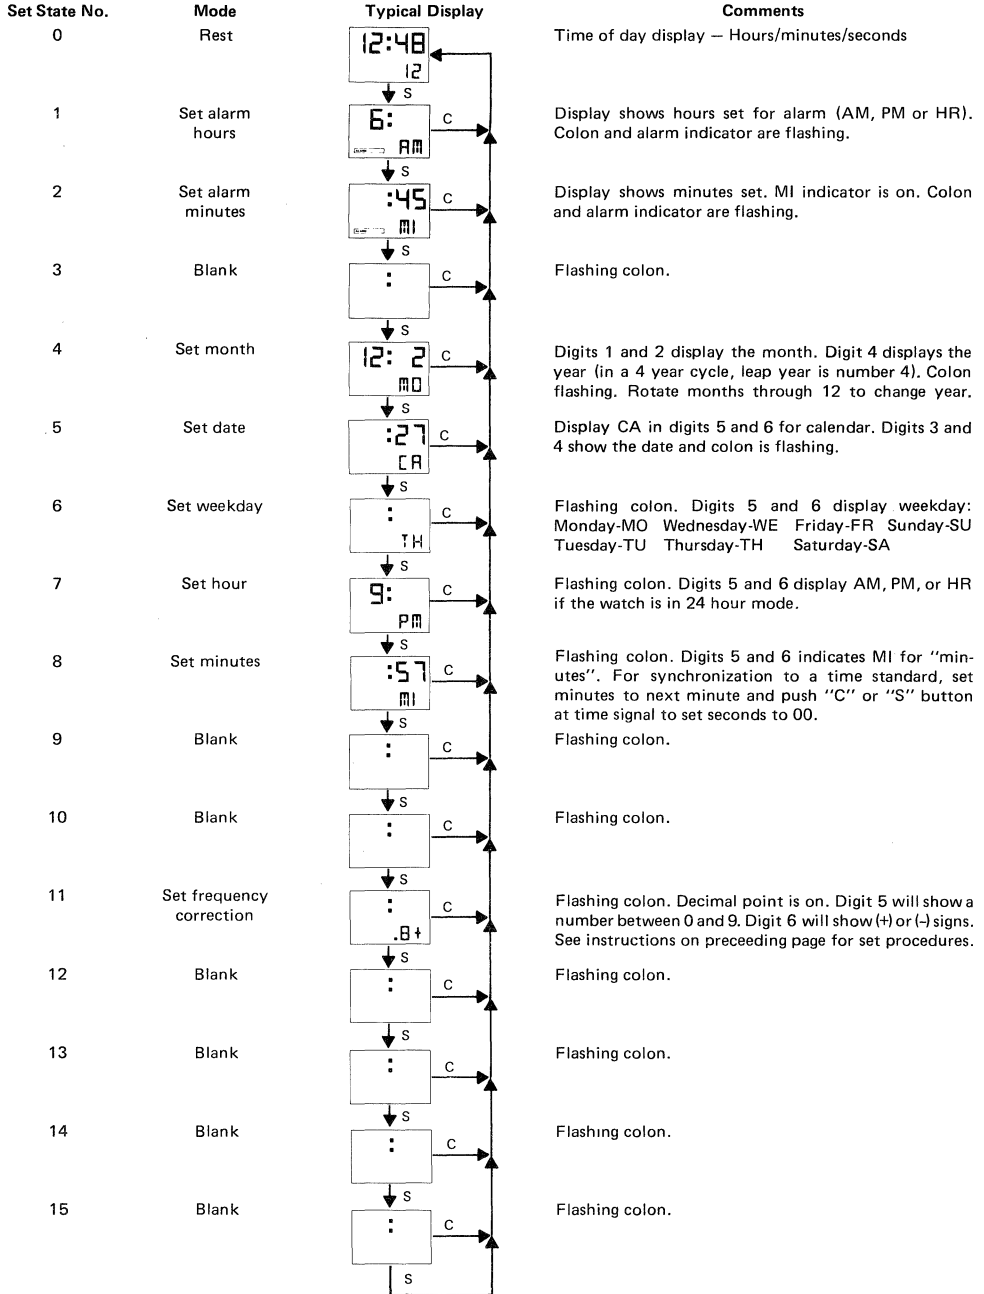 Set State No. Mode Typical Display Comments
0 Rest 12:48 Time of day display — Hours/minutes/seconds
12
S
1 Set alarm 6: C Display shows hours set for alarm (AM, PM or HR).
hours AM Colon and alarm indicator are flashing.
S
2 Set alarm :45 C Display shows minutes set. MI indicator is on. Colon
minutes MI and alarm indicator are flashing.
S
3 Blank : C Flashing colon.
S
4 Set month 12: 2 C Digits 1 and 2 display the month. Digit 4 displays the
MO year (in a 4 year cycle, leap year is number 4). Colon
flashing. Rotate months through 12 to change year.
S
5 Set date :27 C Display CA in digits 5 and 6 for calendar. Digits 3 and
CA 4 show the date and colon is flashing.
S
6 Set weekday : C Flashing colon. Digits 5 and 6 display weekday:
TH Monday-MO Wednesday-WE Friday-FR Sunday-SU
Tuesday-TU Thursday-TH Saturday-SA
S
7 Set hour 9: C Flashing colon. Digits 5 and 6 display AM, PM, or HR
PM if the watch is in 24 hour mode.
S
8 Set minutes :57 C Flashing colon. Digits 5 and 6 indicates MI for "min-
MI utes". For synchronization to a time standard, set
minutes to next minute and push "C" or "S" button
at time signal to set seconds to 00.
S
9 Blank : C Flashing colon.
S
10 Blank : C Flashing colon.
S
11 Set frequency : C Flashing colon. Decimal point is on. Digit 5 will show a
correction .8+ number between 0 and 9. Digit 6 will show (+) or (-) signs.
See instructions on preceeding page for set procedures.
S
12 Blank : C Flashing colon.
S
13 Blank : C Flashing colon.
S
14 Blank : C Flashing colon.
S
15 Blank : C Flashing colon.
S